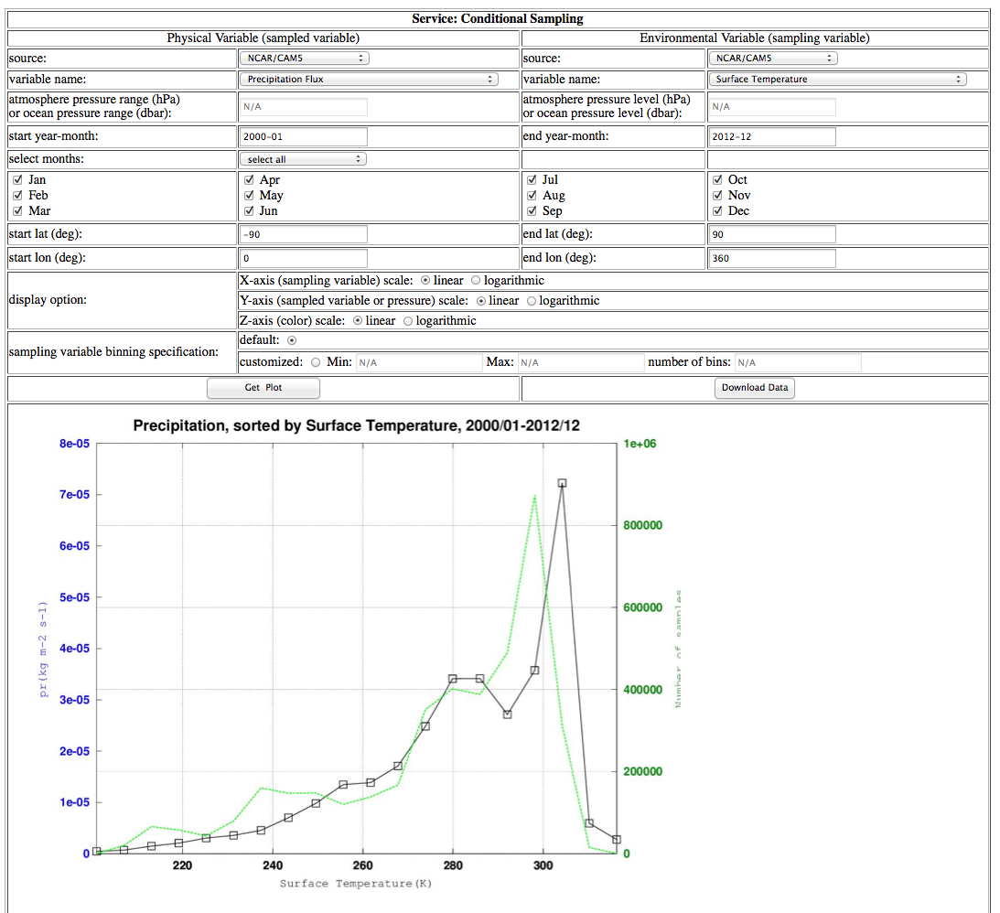 Service: Conditional Sampling
Physical Variable (sampled variable) Environmental Variable (sampling variable)
source: NCAR/CAM5 source: NCAR/CAM5
variable name: Precipitation Flux variable name: Surface Temperature
atmosphere pressure range (hPa) atmosphere pressure level (hPa)
or ocean pressure range (dbar): N/A or ocean pressure level (dbar): N/A
start year-month: 2000-01 end year-month: 2012-12
select months: select all
Jan Apr Jul Oct
Feb May Aug Nov
Mar Jun Sep Dec
start lat (deg): -90 end lat (deg): 90
start lon (deg): 0 end lon (deg): 360
display option:
X-axis (sampling variable) scale: linear logarithmic
Y-axis (sampled variable or pressure) scale: linear logarithmic
Z-axis (color) scale: linear logarithmic
sampling variable binning specification:
default:
customized: Min: N/A Max: N/A number of bins: N/A
Get Plot Download Data
Precipitation, sorted by Surface Temperature, 2000/01-2012/12
8e-05 1e+06
7e-05
800000
6e-05
5e-05
600000
4e-05
400000
3e-05
2e-05
200000
1e-05
0 0
pr(kg m-2 s-1)
Number of samples
220 240 260 280 300
Surface Temperature(K)